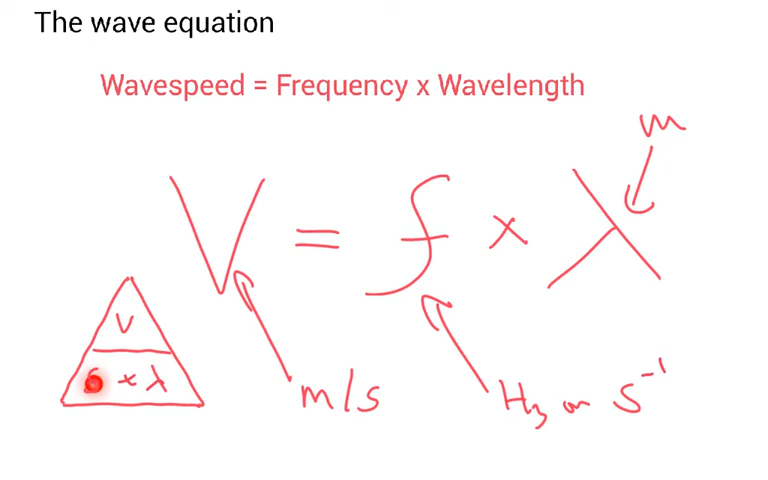 The wave equation
Wavespeed = Frequency x Wavelength
m
V = f x λ
V
x λ
m/s
Hz or s⁻¹